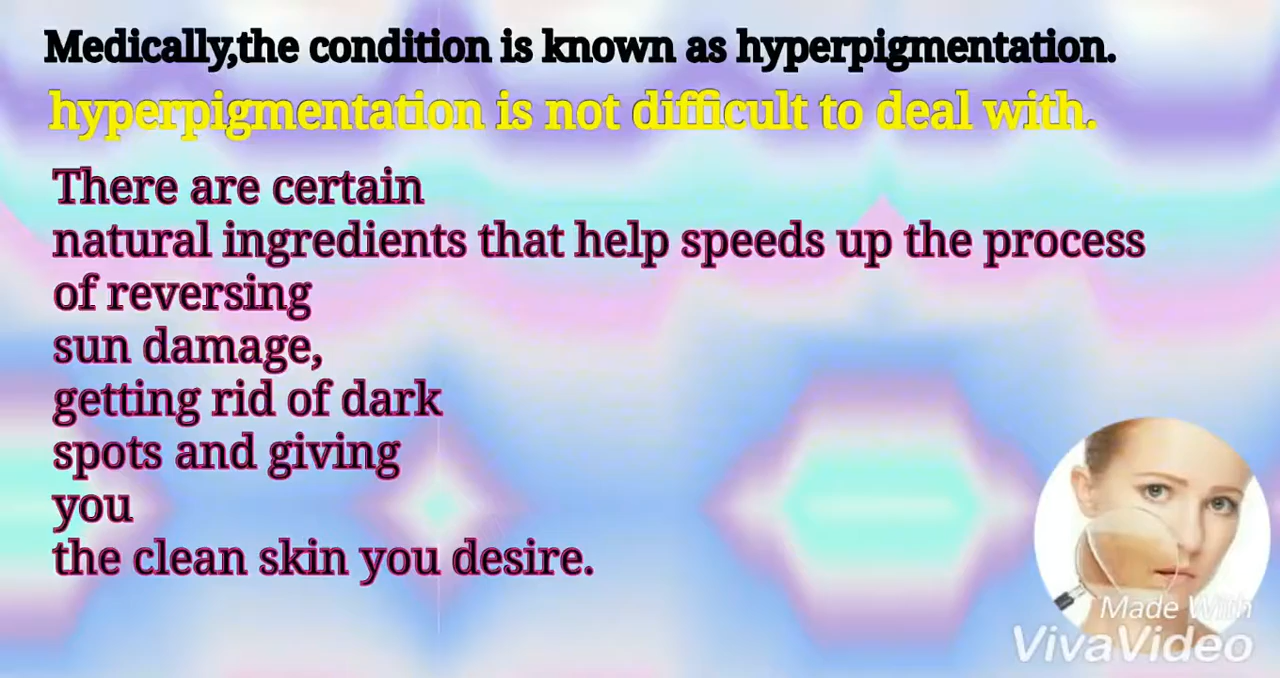 Medically,the condition is known as hyperpigmentation.
hyperpigmentation is not difficult to deal with.
There are certain
natural ingredients that help speeds up the process
of reversing
sun damage,
getting rid of dark
spots and giving
you
the clean skin you desire.
Made With
VivaVideo